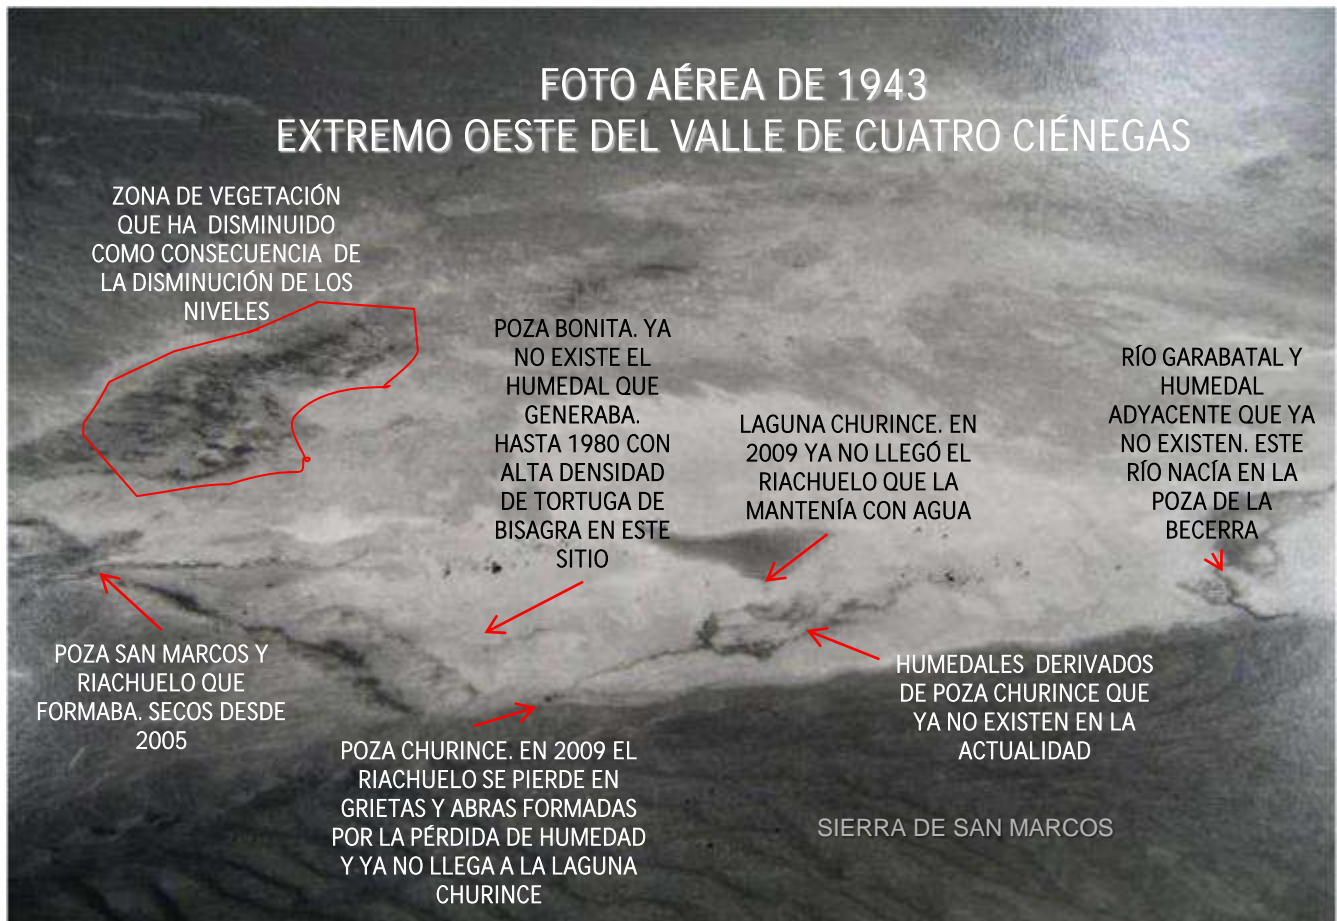 FOTO AÉREA DE 1943
EXTREMO OESTE DEL VALLE DE CUATRO CIÉNEGAS
ZONA DE VEGETACIÓN
QUE HA DISMINUIDO
COMO CONSECUENCIA DE
LA DISMINUCIÓN DE LOS
NIVELES
POZA BONITA. YA
NO EXISTE EL
HUMEDAL QUE
GENERABA.
HASTA 1980 CON
ALTA DENSIDAD
DE TORTUGA DE
BISAGRA EN ESTE
SITIO
LAGUNA CHURINCE. EN
2009 YA NO LLEGÓ EL
RIACHUELO QUE LA
MANTENÍA CON AGUA
RÍO GARABATAL Y
HUMEDAL
ADYACENTE QUE YA
NO EXISTEN. ESTE
RÍO NACÍA EN LA
POZA DE LA
BECERRA
POZA SAN MARCOS Y
RIACHUELO QUE
FORMABA. SECOS DESDE
2005
POZA CHURINCE. EN 2009 EL
RIACHUELO SE PIERDE EN
GRIETAS Y ABRAS FORMADAS
POR LA PÉRDIDA DE HUMEDAD
Y YA NO LLEGA A LA LAGUNA
CHURINCE
HUMEDALES DERIVADOS
DE POZA CHURINCE QUE
YA NO EXISTEN EN LA
ACTUALIDAD
SIERRA DE SAN MARCOS